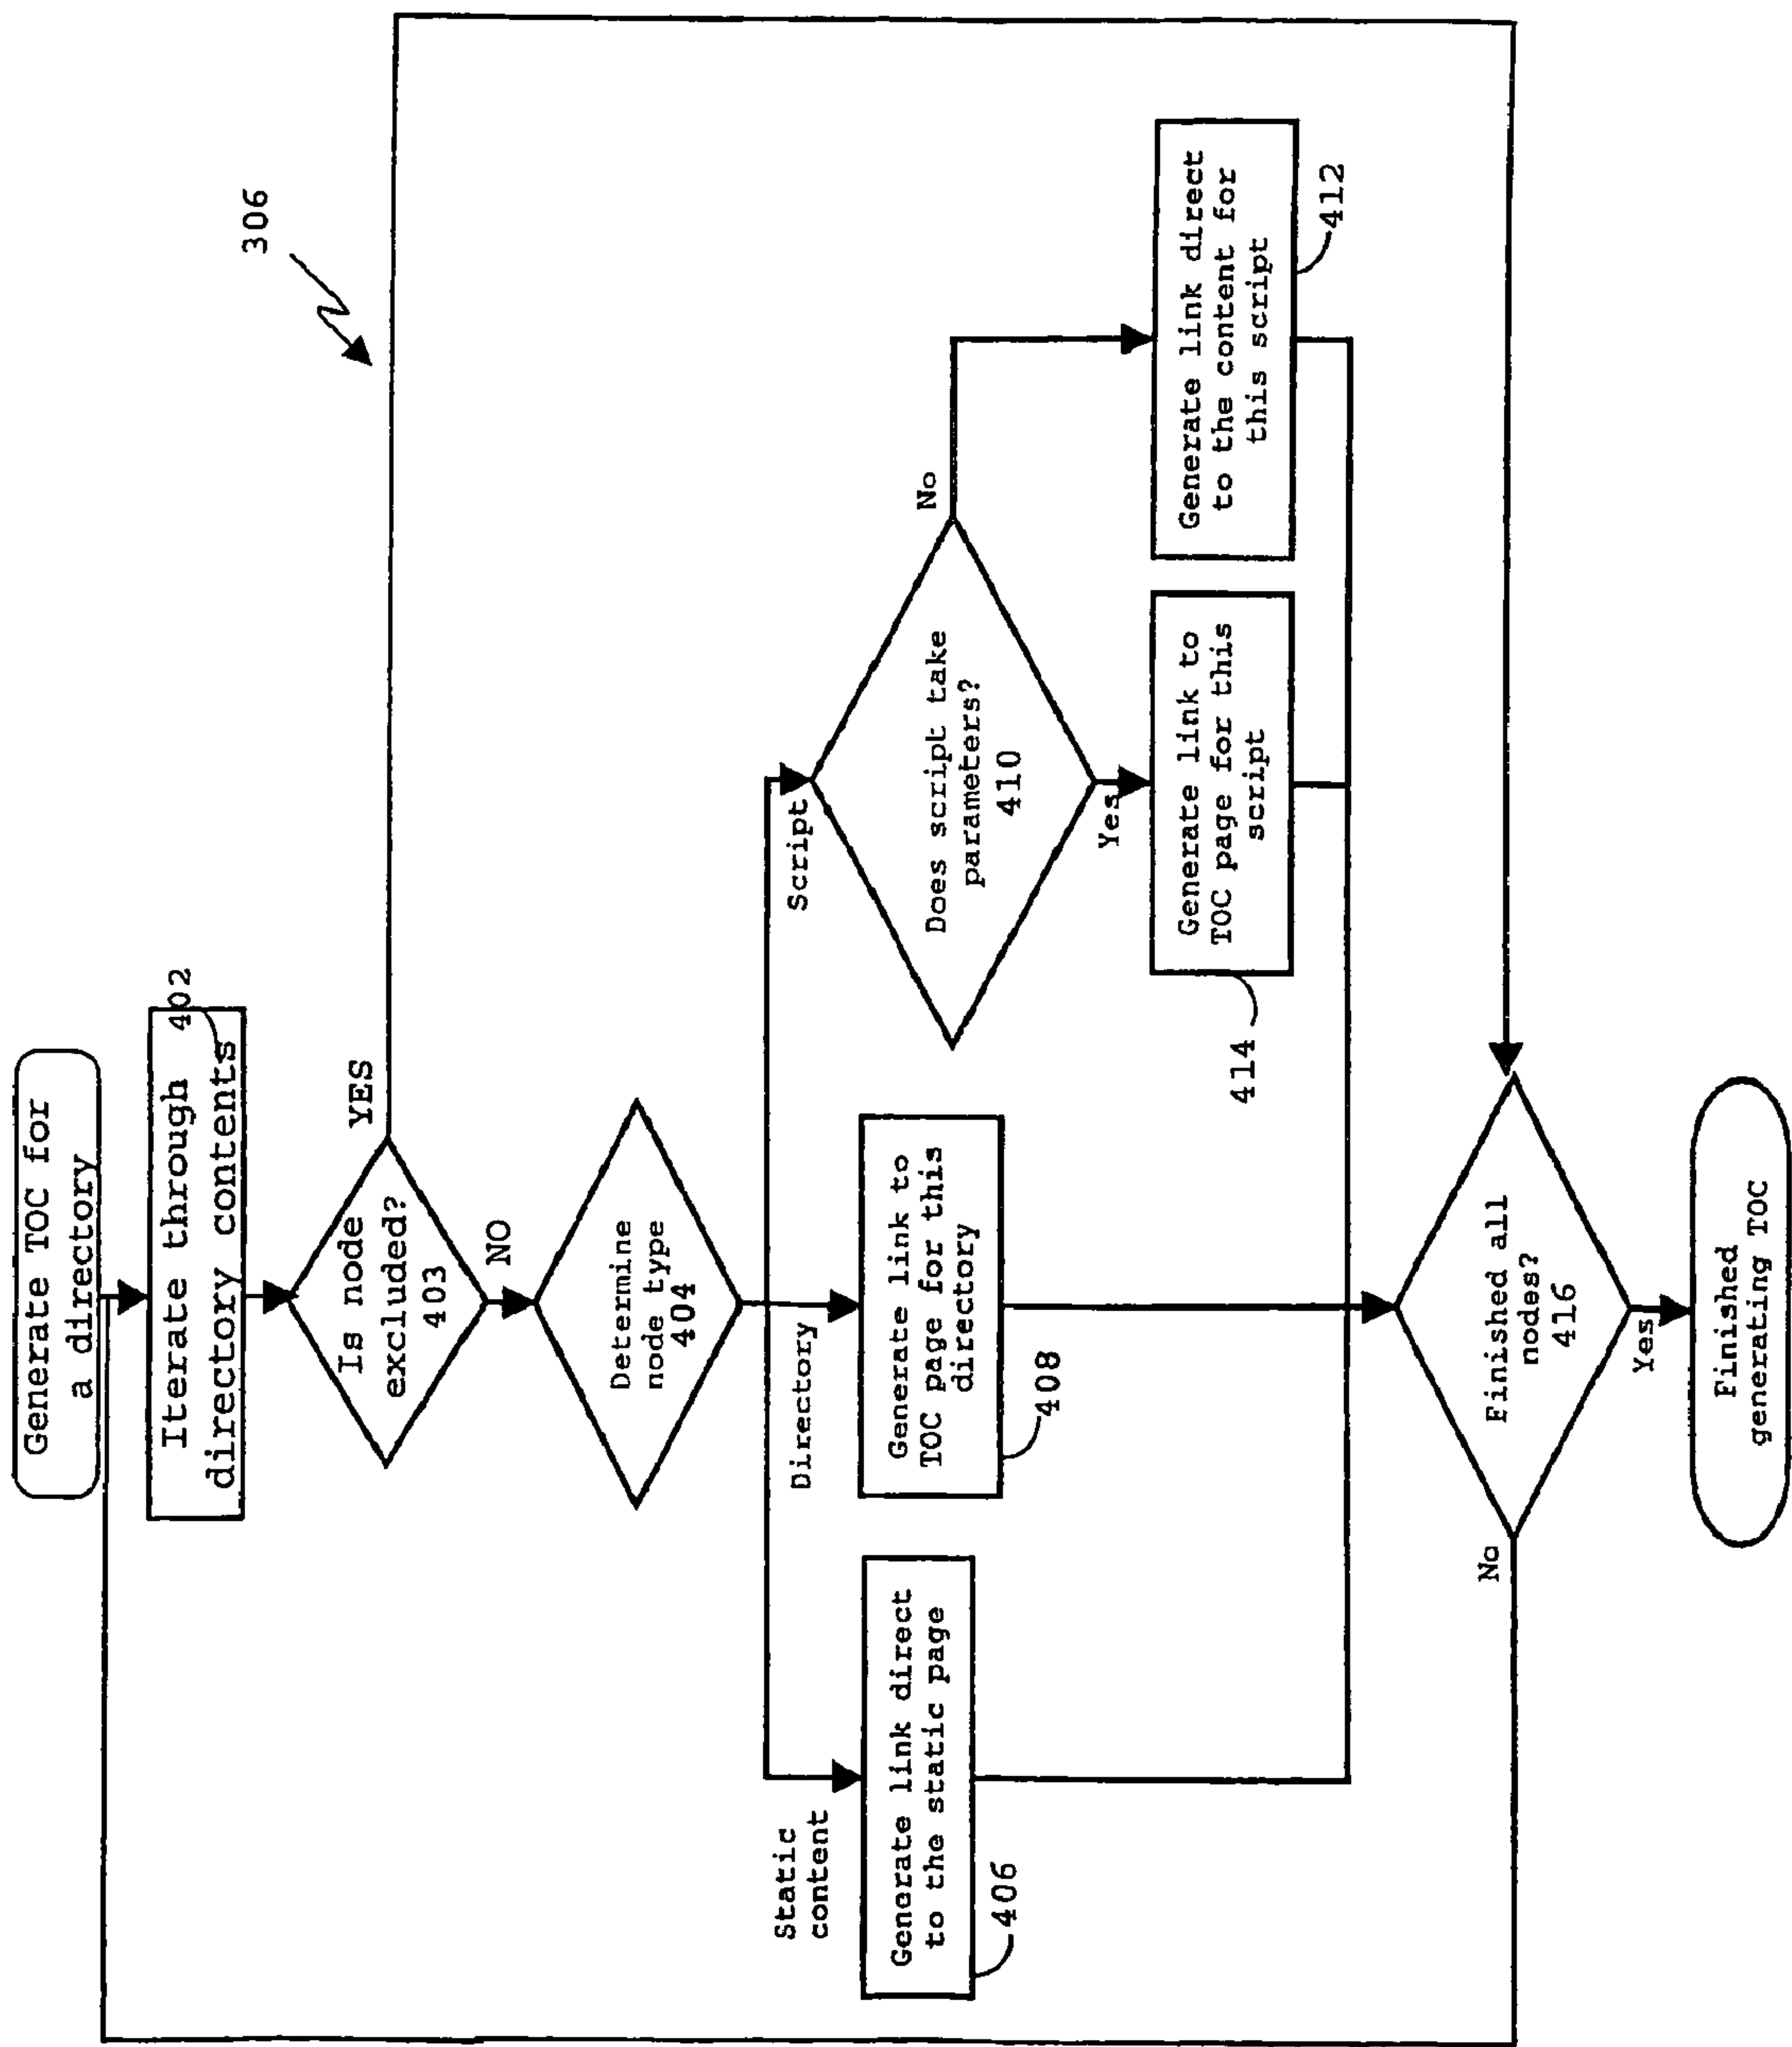 306
Generate TOC for
a directory
402
Iterate through
directory contents
Is node
excluded?
403
YES
NO
Determine
node type
404
Static
content
Directory
Script
Generate link direct
to the static page
406
Generate link to
TOC page for this
directory
408
Does script take
parameters?
410
No
Yes
Generate link to
TOC page for this
script
414
Generate link direct
to the content for
this script
412
Finished all
nodes?
416
No
Yes
Finished
generating TOC